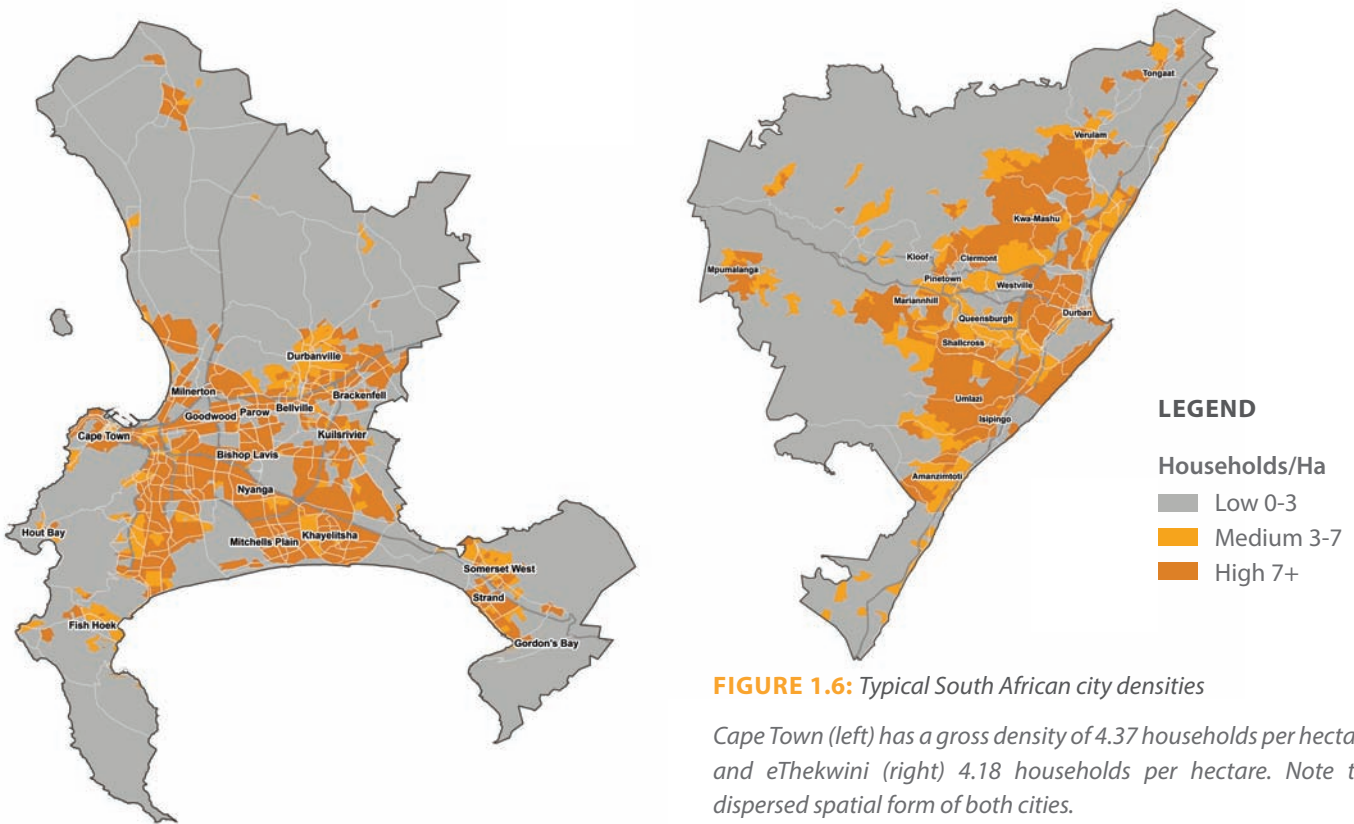 Durbanville
Milnerton
Brackenfell
Goodwood
Parow
Bellville
Cape Town
Kuilsrivier
Bishop Lavis
Nyanga
Hout Bay
Mitchells Plain
Khayelitsha
Somerset West
Strand
Fish Hoek
Gordon's Bay
Tongaat
Verulam
Kwa-Mashu
Kloof
Clermont
Mpumalanga
Pinetown
Westville
Mariannhill
Durban
Queensburgh
Shallcross
Umlazi
Isipingo
Amanzimtoti
LEGEND
Households/Ha
Low 0-3
Medium 3-7
High 7+
FIGURE 1.6: Typical South African city densities
Cape Town (left) has a gross density of 4.37 households per hecta
and eThekwini (right) 4.18 households per hectare. Note t
dispersed spatial form of both cities.